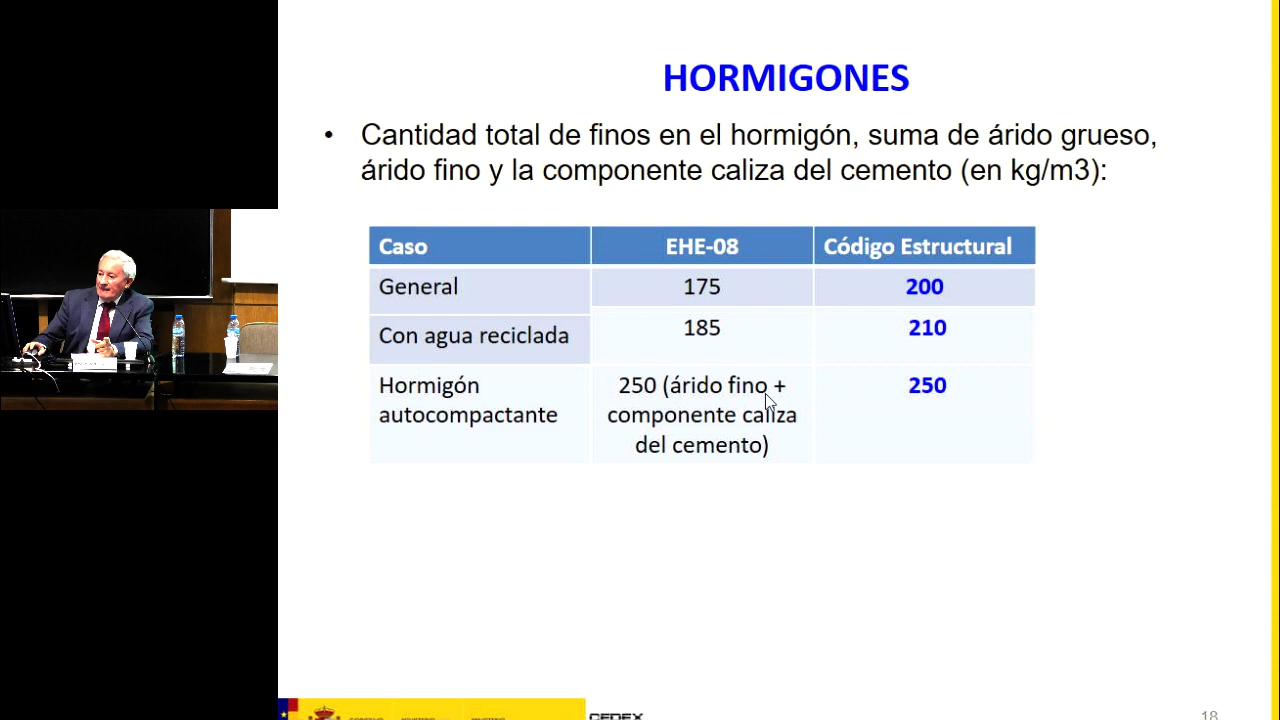 HORMIGONES
• Cantidad total de finos en el hormigón, suma de árido grueso,
árido fino y la componente caliza del cemento (en kg/m3):
Caso EHE-08 Código Estructural
General 175 200
Con agua reciclada 185 210
Hormigón autocompactante 250 (árido fino + componente caliza del cemento) 250
CEDEX
18